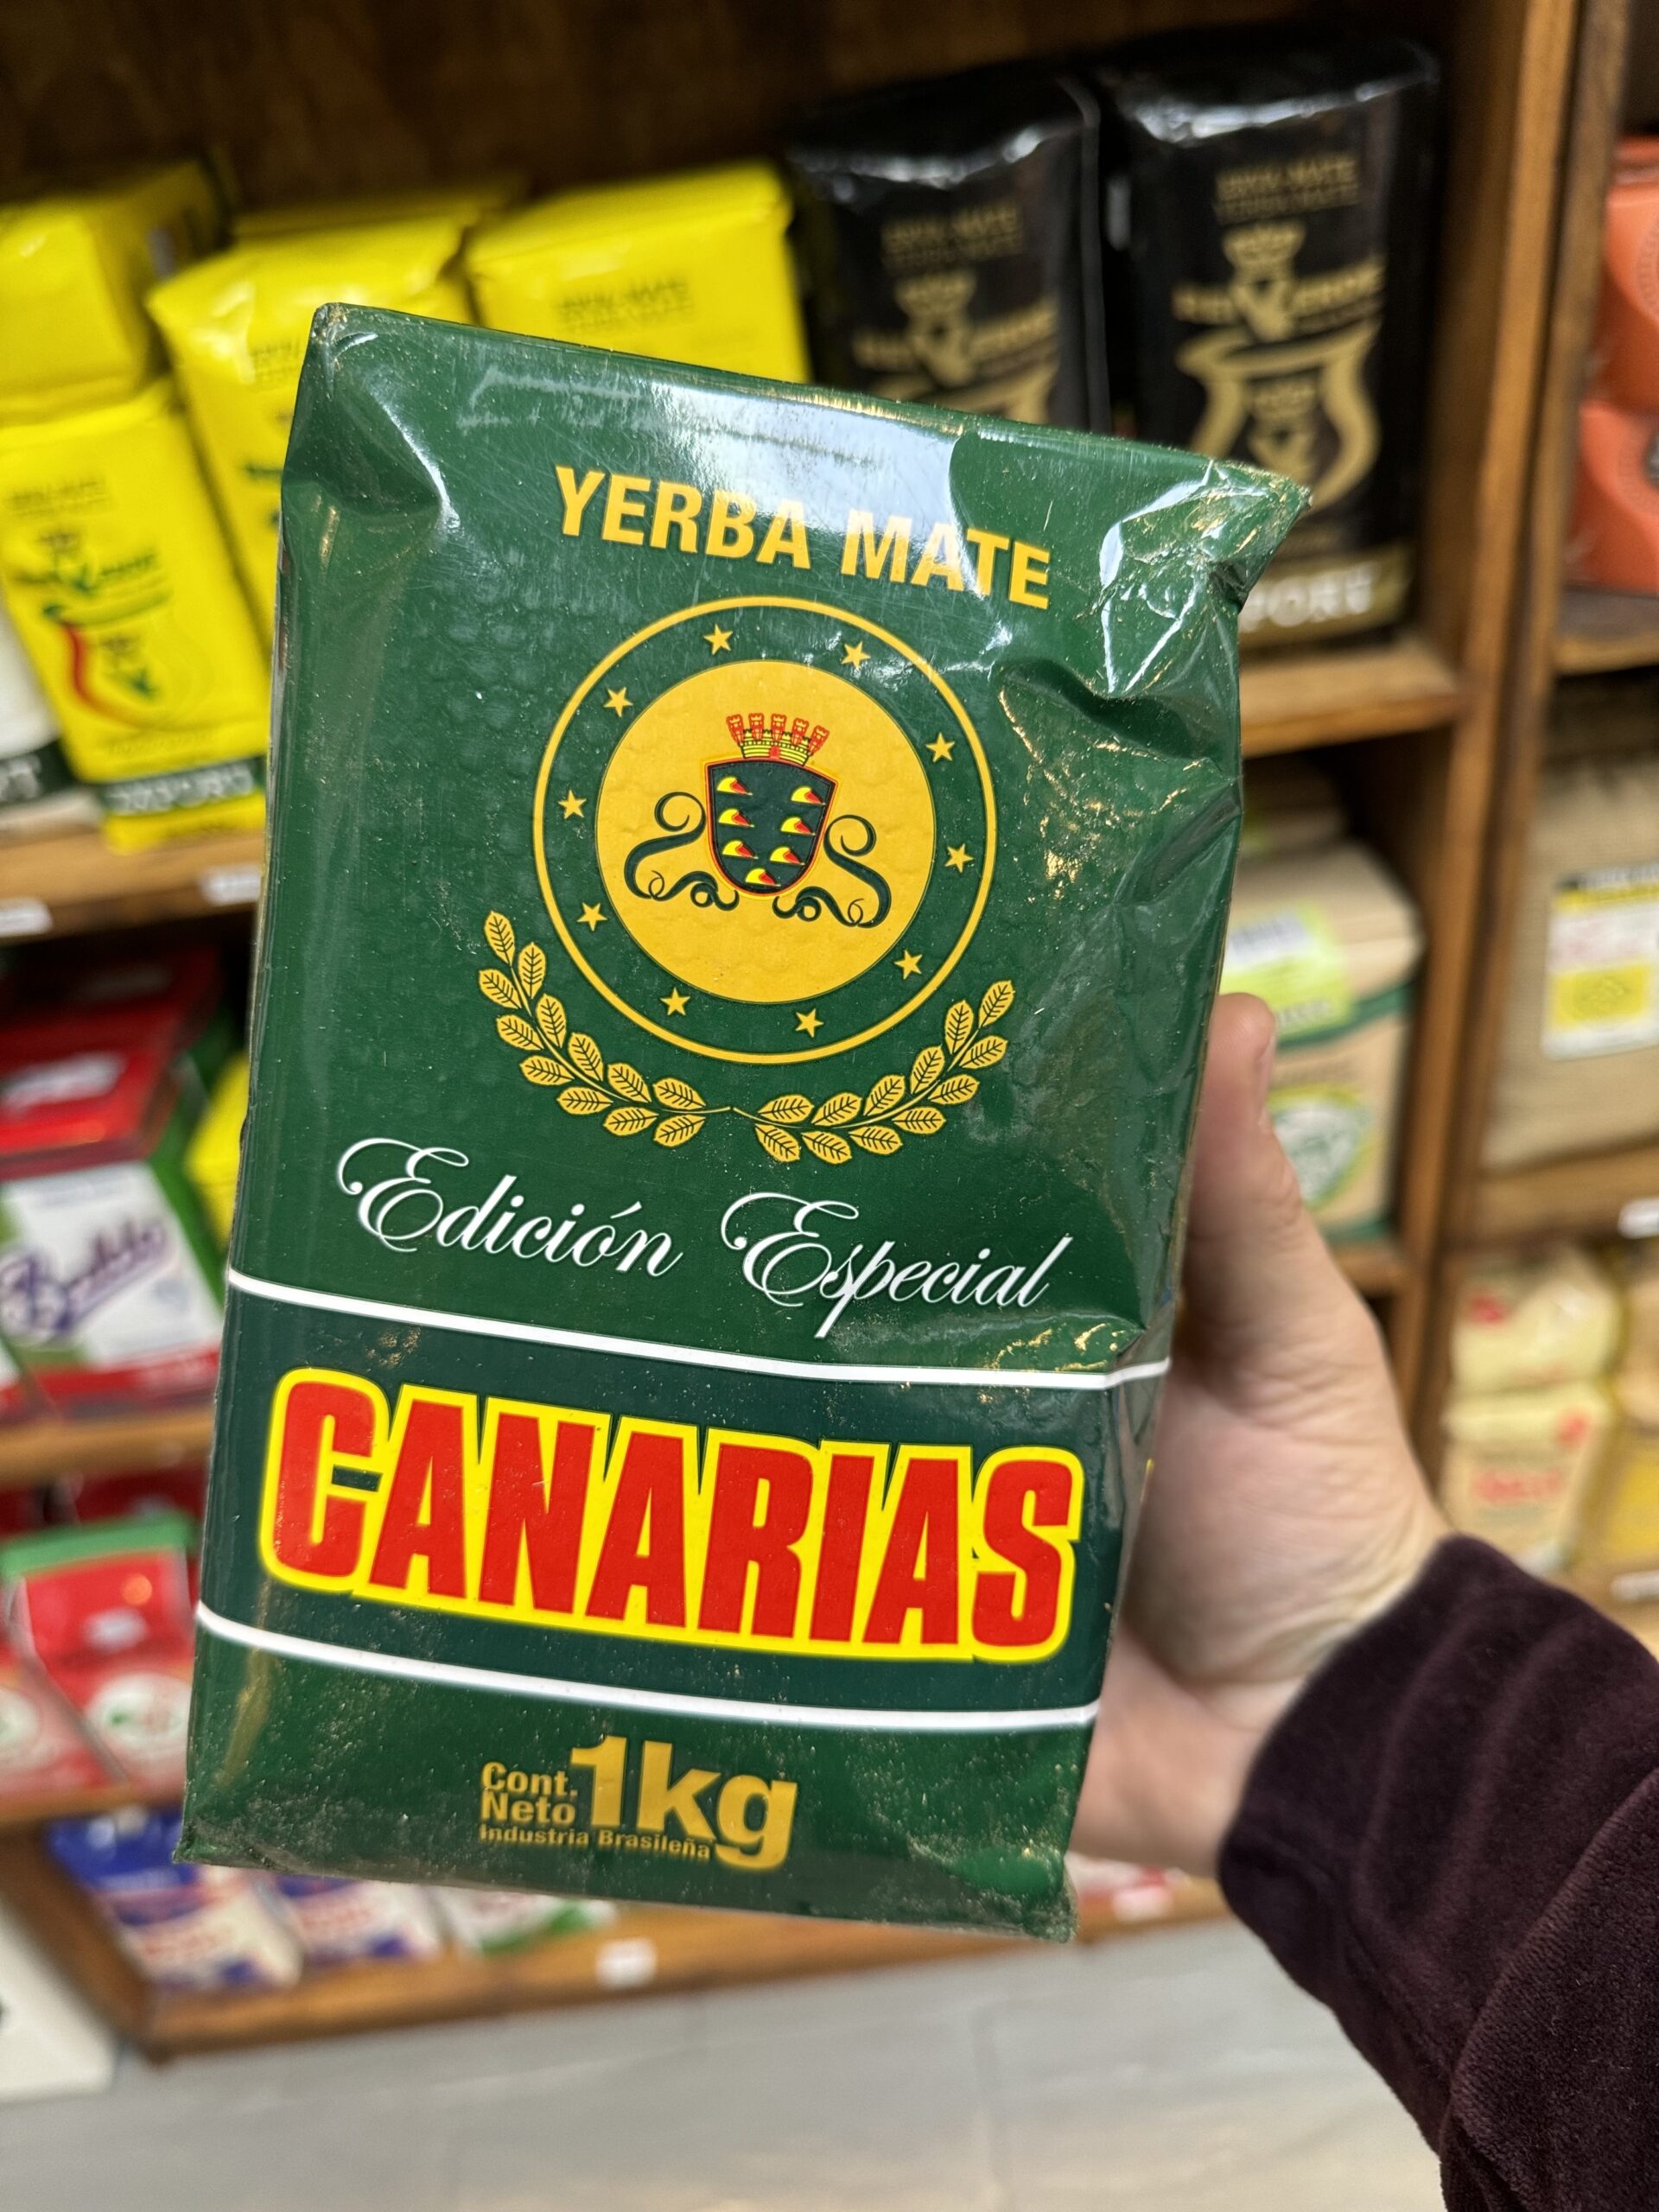 YERBA MATE
Edición Especial
CANARIAS
Cont.
Neto
1kg
Industria Brasileña